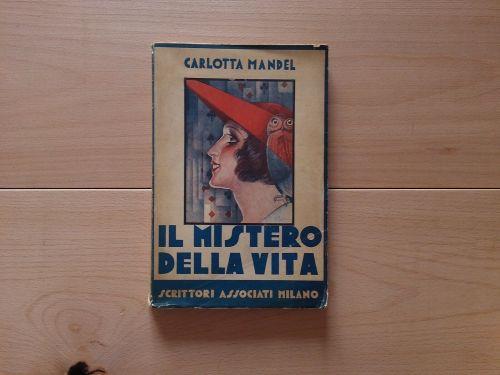 CARLOTTA MANDEL
IL MISTERO
DELLA VITA
SCRITTORI ASSOCIATI MILANO